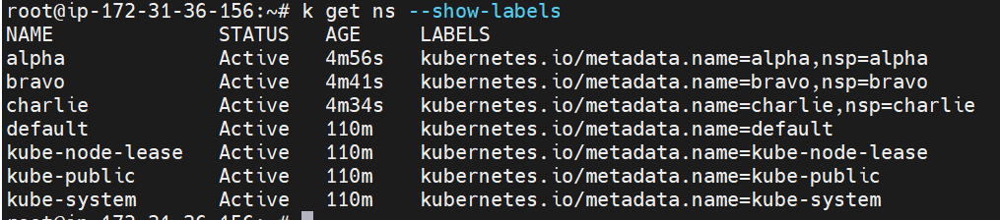 root@ip-172-31-36-156:~# k get ns --show-labels
NAME STATUS AGE LABELS
alpha Active 4m56s kubernetes.io/metadata.name=alpha,nsp=alpha
bravo Active 4m41s kubernetes.io/metadata.name=bravo,nsp=bravo
charlie Active 4m34s kubernetes.io/metadata.name=charlie,nsp=charlie
default Active 110m kubernetes.io/metadata.name=default
kube-node-lease Active 110m kubernetes.io/metadata.name=kube-node-lease
kube-public Active 110m kubernetes.io/metadata.name=kube-public
kube-system Active 110m kubernetes.io/metadata.name=kube-system
root@ip-172-31-36-156:~#